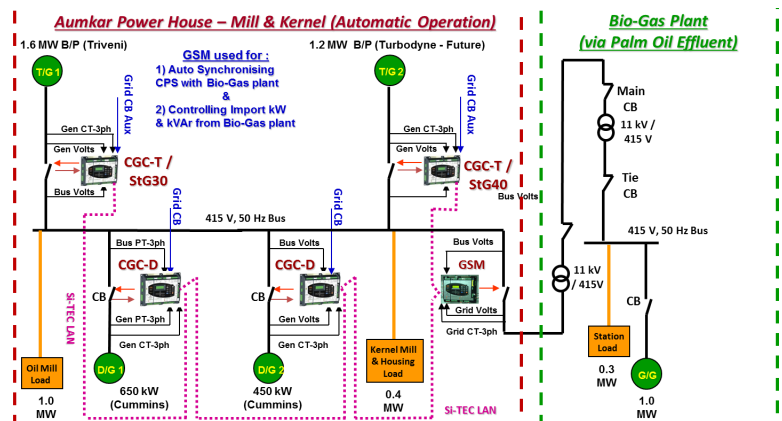 Aumkar Power House – Mill & Kernel (Automatic Operation)
Bio-Gas Plant
(via Palm Oil Effluent)
1.6 MW B/P (Triveni)
1.2 MW B/P (Turbodyne - Future)
GSM used for :
1) Auto Synchronising
CPS with Bio-Gas plant
&
2) Controlling Import kW
& kVAr from Bio-Gas plant
T/G 1
T/G 2
Grid CB Aux
Grid CB Aux
Gen CT-3ph
Gen Volts
Bus Volts
CGC-T /
StG30
Gen CT-3ph
Gen Volts
Bus Volts
CGC-T /
StG40
Bus Volts
Main
CB
11 kV /
415 V
Tie
CB
415 V, 50 Hz Bus
415 V, 50 Hz Bus
Grid CB
Grid CB
Bus PT-3ph
CGC-D
CB
Gen PT-3ph
Gen CT-3ph
Bus Volts
CGC-D
CB
Gen Volts
Gen CT-3ph
Bus Volts
GSM
Grid Volts
Grid CT-3ph
11 kV
/ 415V
CB
Si-TEC LAN
Oil Mill
Load
1.0
MW
D/G 1
650 kW
(Cummins)
D/G 2
450 kW
(Cummins)
Kernel Mill
& Housing
Load
0.4
MW
Si-TEC LAN
Station
Load
0.3
MW
G/G
1.0
MW